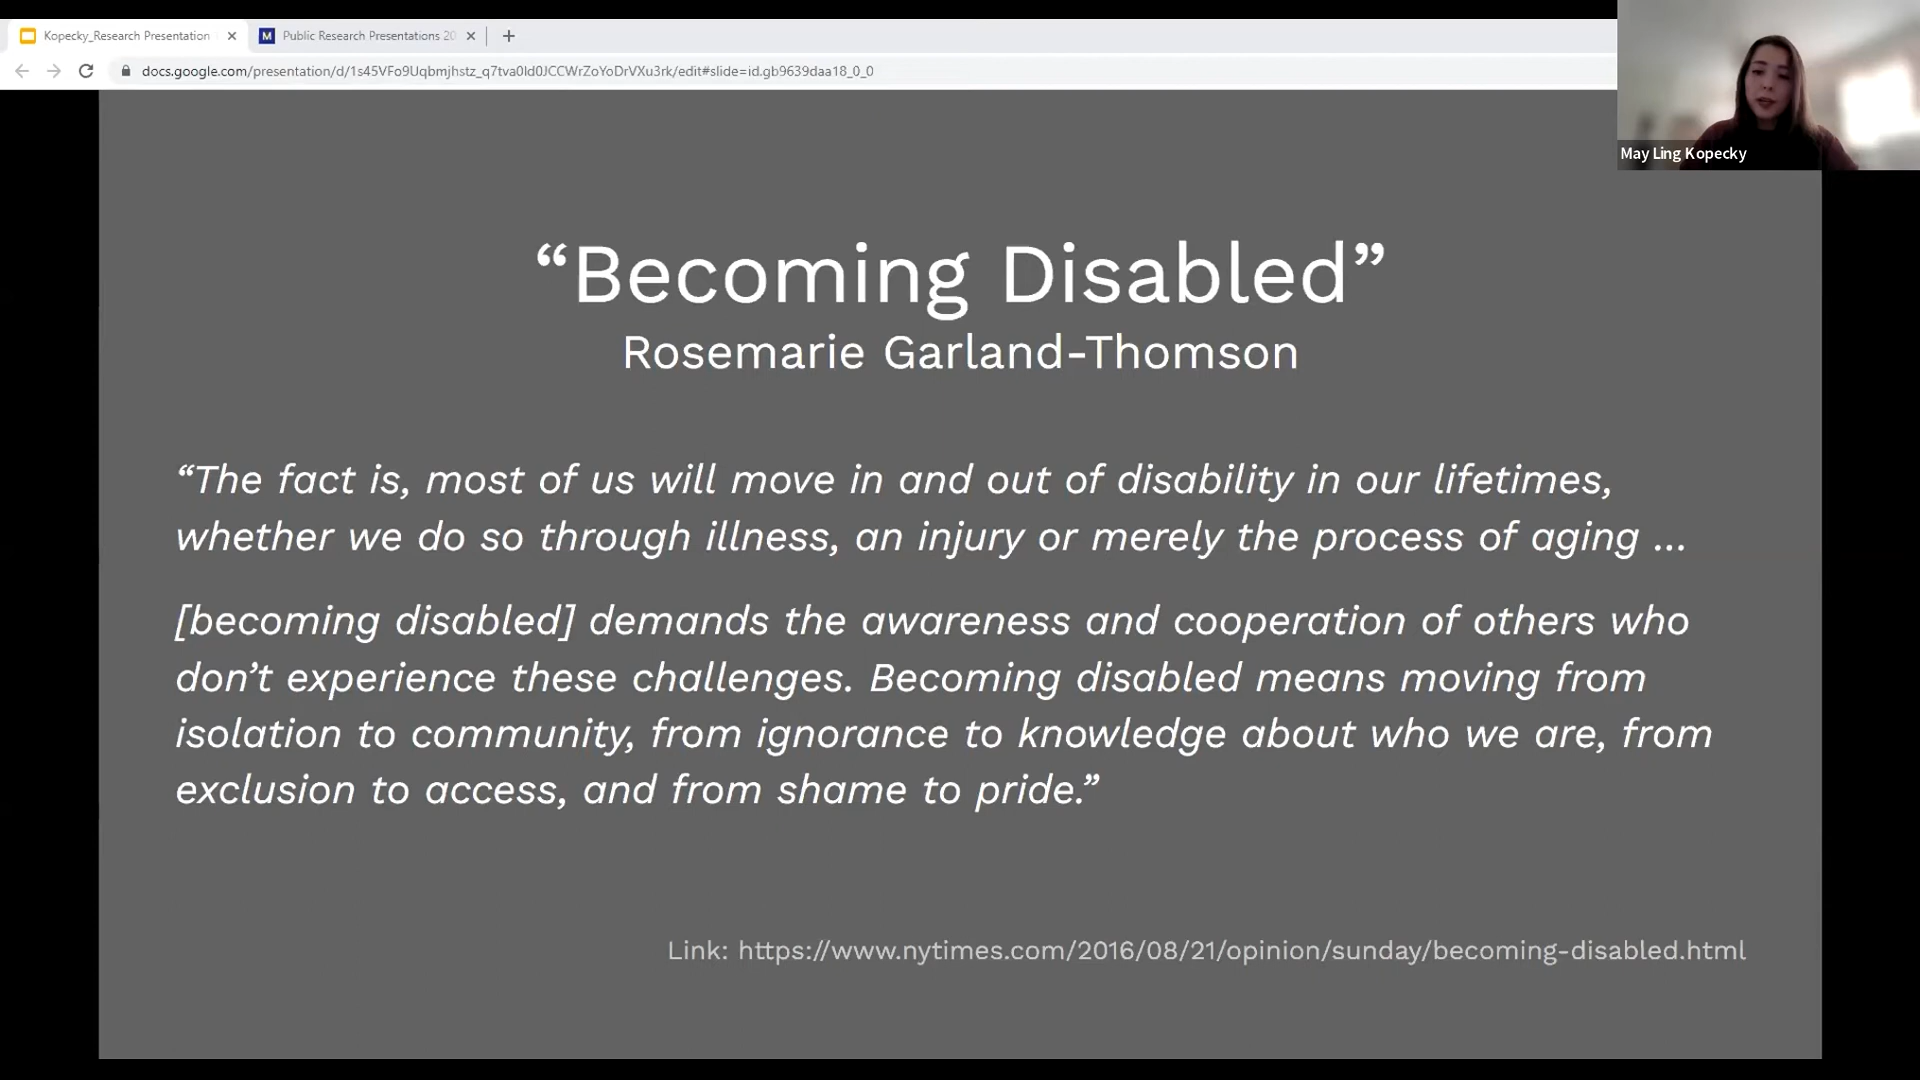 Kopecky_Research Presentation
Public Research Presentations 20
docs.google.com/presentation/d/1s45VFo9Uqbmjhstz_q7tva0ld0JCCWrZoYoDrVXu3rk/edit#slide=id.gb9639daa18_0_0
May Ling Kopecky
“Becoming Disabled”
Rosemarie Garland-Thomson
“The fact is, most of us will move in and out of disability in our lifetimes,
whether we do so through illness, an injury or merely the process of aging ...
[becoming disabled] demands the awareness and cooperation of others who
don’t experience these challenges. Becoming disabled means moving from
isolation to community, from ignorance to knowledge about who we are, from
exclusion to access, and from shame to pride.”
Link: https://www.nytimes.com/2016/08/21/opinion/sunday/becoming-disabled.html